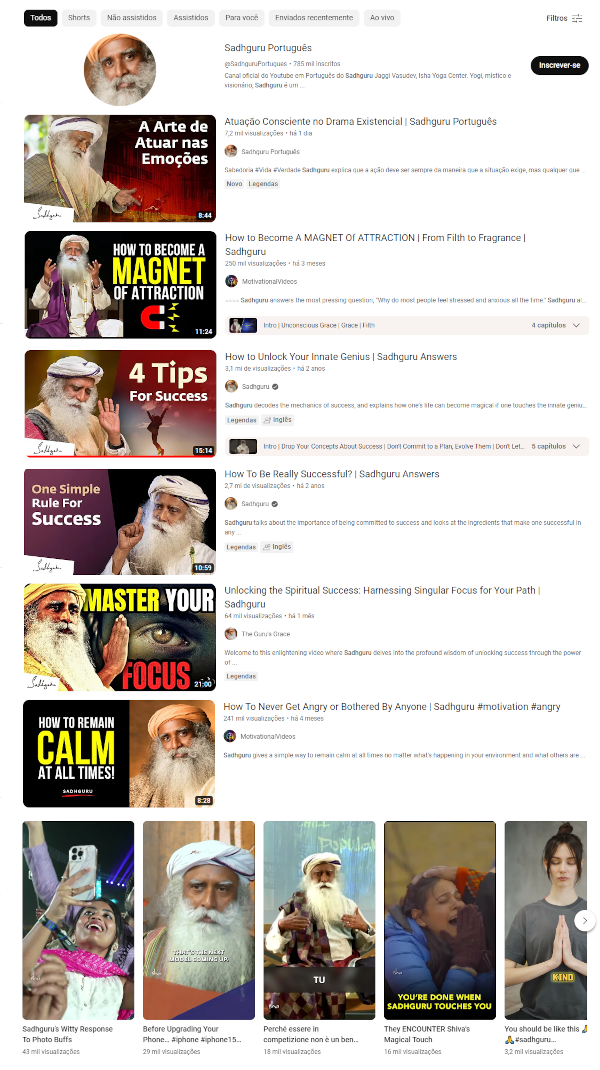 Todos
Shorts
Não assistidos
Assistidos
Para você
Enviados recentemente
Ao vivo
Filtros
Sadhguru Português
@SadhguruPortugues • 785 mil inscritos
Canal oficial do Youtube em Português do Sadhguru Jaggi Vasudev, Isha Yoga Center. Yogi, místico e
visionário, Sadhguru é um ...
Inscrever-se
A Arte de
Atuar nas
Emoções
Sadhguru
8:44
Atuação Consciente no Drama Existencial | Sadhguru Português
7,2 mil visualizações • há 1 dia
Sadhguru Português
Sabedoria #Vida #Verdade Sadhguru explica que a ação deve ser sempre da maneira que a situação exige, mas qualquer que ...
Novo
Legendas
HOW TO BECOME A
MAGNET
OF ATTRACTION
11:24
How to Become A MAGNET Of ATTRACTION | From Filth to Fragrance |
Sadhguru
250 mil visualizações • há 3 meses
MotivationalVideos
Sadhguru answers the most pressing question, "Why do most people feel stressed and anxious all the time." Sadhguru al...
Intro | Unconscious Grace | Grace | Filth
4 capítulos
4 Tips
For Success
Sadhguru
15:14
How to Unlock Your Innate Genius | Sadhguru Answers
3,1 mi de visualizações • há 2 anos
Sadhguru
Sadhguru decodes the mechanics of success, and explains how one's life can become magical if one touches the innate geniu...
Legendas
Inglês
Intro | Drop Your Concepts About Success | Don't Commit to a Plan, Evolve Them | Don't Let...
5 capítulos
One Simple
Rule For
Success
Sadhguru
10:59
How To Be Really Successful? | Sadhguru Answers
2,7 mi de visualizações • há 2 anos
Sadhguru
Sadhguru talks about the importance of being committed to success and looks at the ingredients that make one successful in
any ...
Legendas
Inglês
MASTER YOUR
FOCUS
Sadhguru
21:00
Unlocking the Spiritual Success: Harnessing Singular Focus for Your Path |
Sadhguru
64 mil visualizações • há 1 mês
The Guru's Grace
Welcome to this enlightening video where Sadhguru delves into the profound wisdom of unlocking success through the power
of ...
Legendas
HOW TO REMAIN
CALM
AT ALL TIMES!
SADHGURU
8:28
How To Never Get Angry or Bothered By Anyone | Sadhguru #motivation #angry
241 mil visualizações • há 4 meses
MotivationalVideos
Sadhguru gives a simple way to remain calm at all times no matter what's happening in your environment and what others are ...
THAT'S THE NEXT
MODEL COMING UP.
TU
YOU'RE DONE WHEN
SADHGURU TOUCHES YOU
KIND
Sadhguru's Witty Response
To Photo Buffs
43 mil visualizações
Before Upgrading Your
Phone... #iphone #iphone15...
29 mil visualizações
Perché essere in
competizione non è un ben...
18 mil visualizações
They ENCOUNTER Shiva's
Magical Touch
16 mil visualizações
You should be like this 🙏
🙏#sadhguru...
3,2 mil visualizações